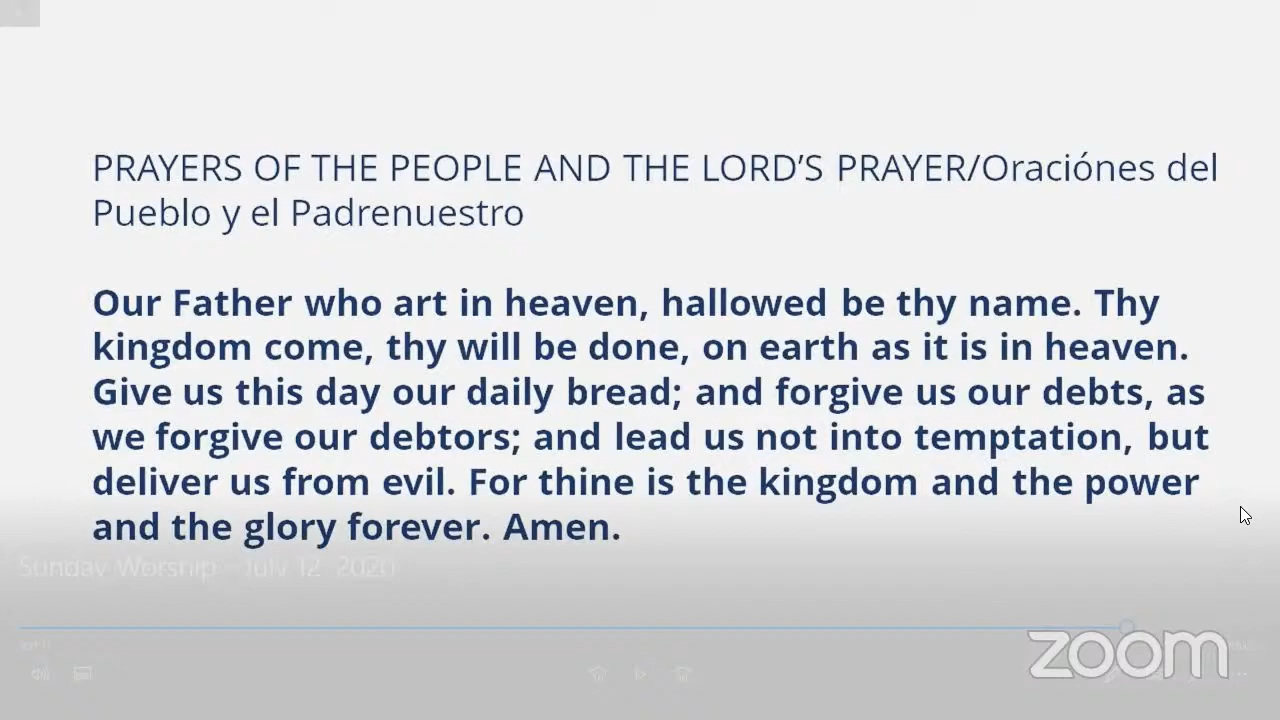 PRAYERS OF THE PEOPLE AND THE LORD’S PRAYER/Oraciónes del
Pueblo y el Padrenuestro
Our Father who art in heaven, hallowed be thy name. Thy
kingdom come, thy will be done, on earth as it is in heaven.
Give us this day our daily bread; and forgive us our debts, as
we forgive our debtors; and lead us not into temptation, but
deliver us from evil. For thine is the kingdom and the power
and the glory forever. Amen.
Sunday Worship - July 12, 2020
zoom